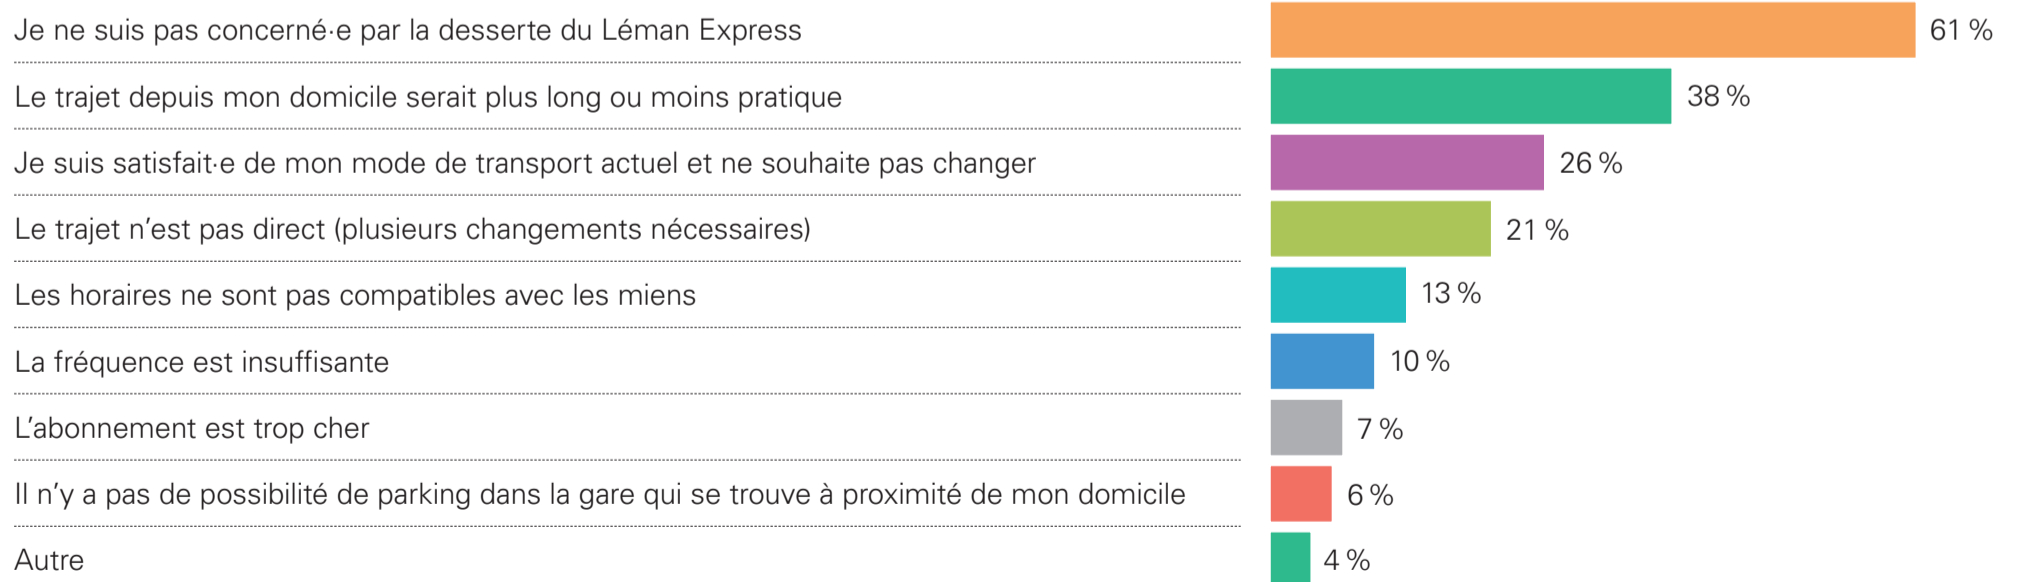 Je ne suis pas concerné·e par la desserte du Léman Express 61 %
Le trajet depuis mon domicile serait plus long ou moins pratique 38 %
Je suis satisfait·e de mon mode de transport actuel et ne souhaite pas changer 26 %
Le trajet n’est pas direct (plusieurs changements nécessaires) 21 %
Les horaires ne sont pas compatibles avec les miens 13 %
La fréquence est insuffisante 10 %
L’abonnement est trop cher 7 %
Il n’y a pas de possibilité de parking dans la gare qui se trouve à proximité de mon domicile 6 %
Autre 4 %